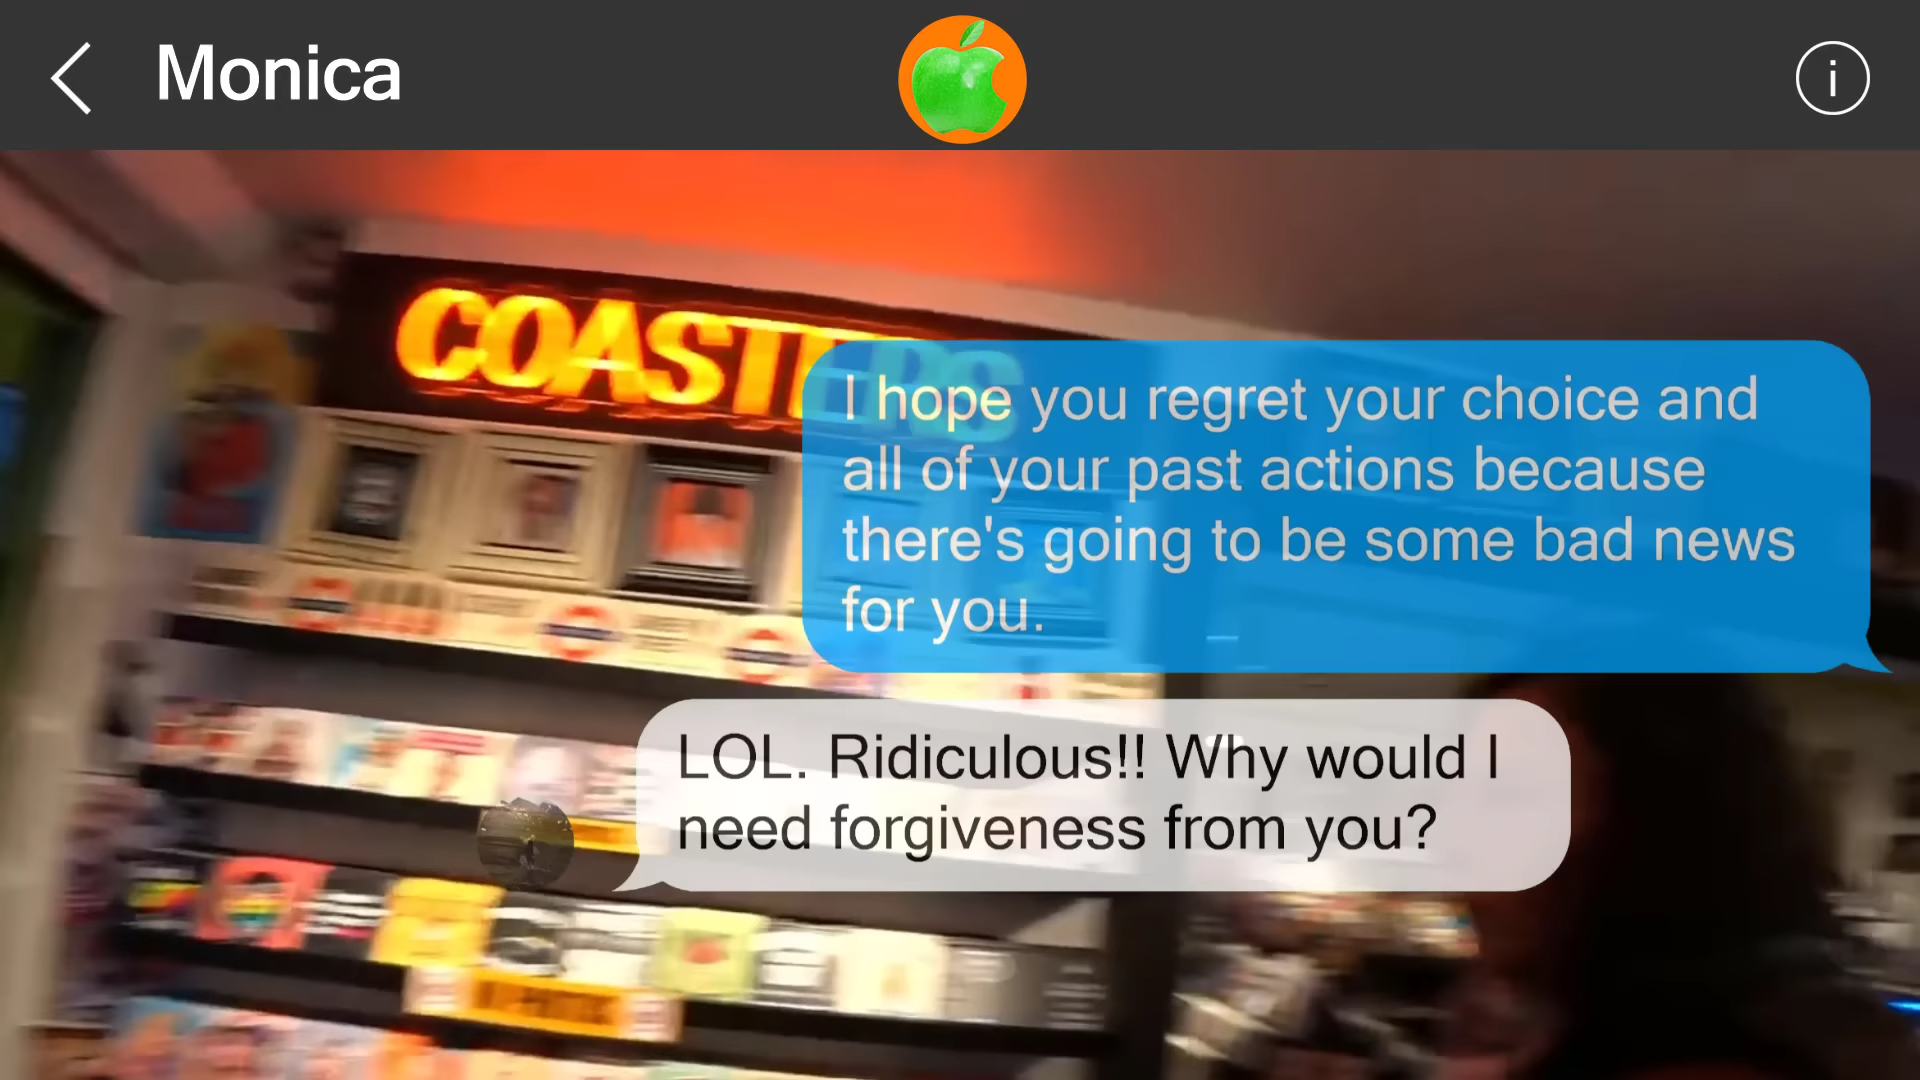 Monica
i
COASTERS
I hope you regret your choice and
all of your past actions because
there's going to be some bad news
for you.
LOL. Ridiculous!! Why would I
need forgiveness from you?